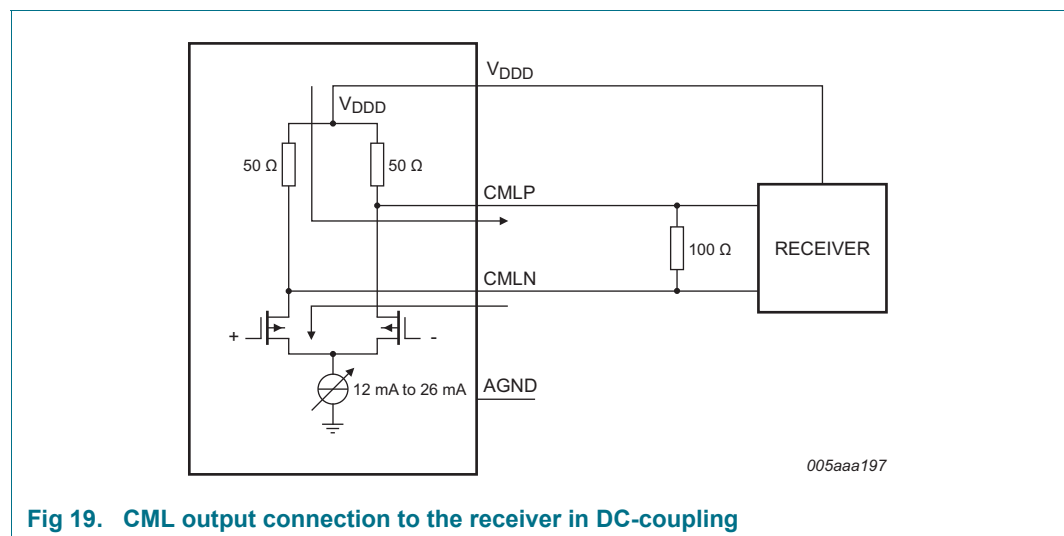 VDDD
VDDD
50 Ω
50 Ω
CMLP
100 Ω
RECEIVER
CMLN
+
-
12 mA to 26 mA
AGND
005aaa197
Fig 19. CML output connection to the receiver in DC-coupling